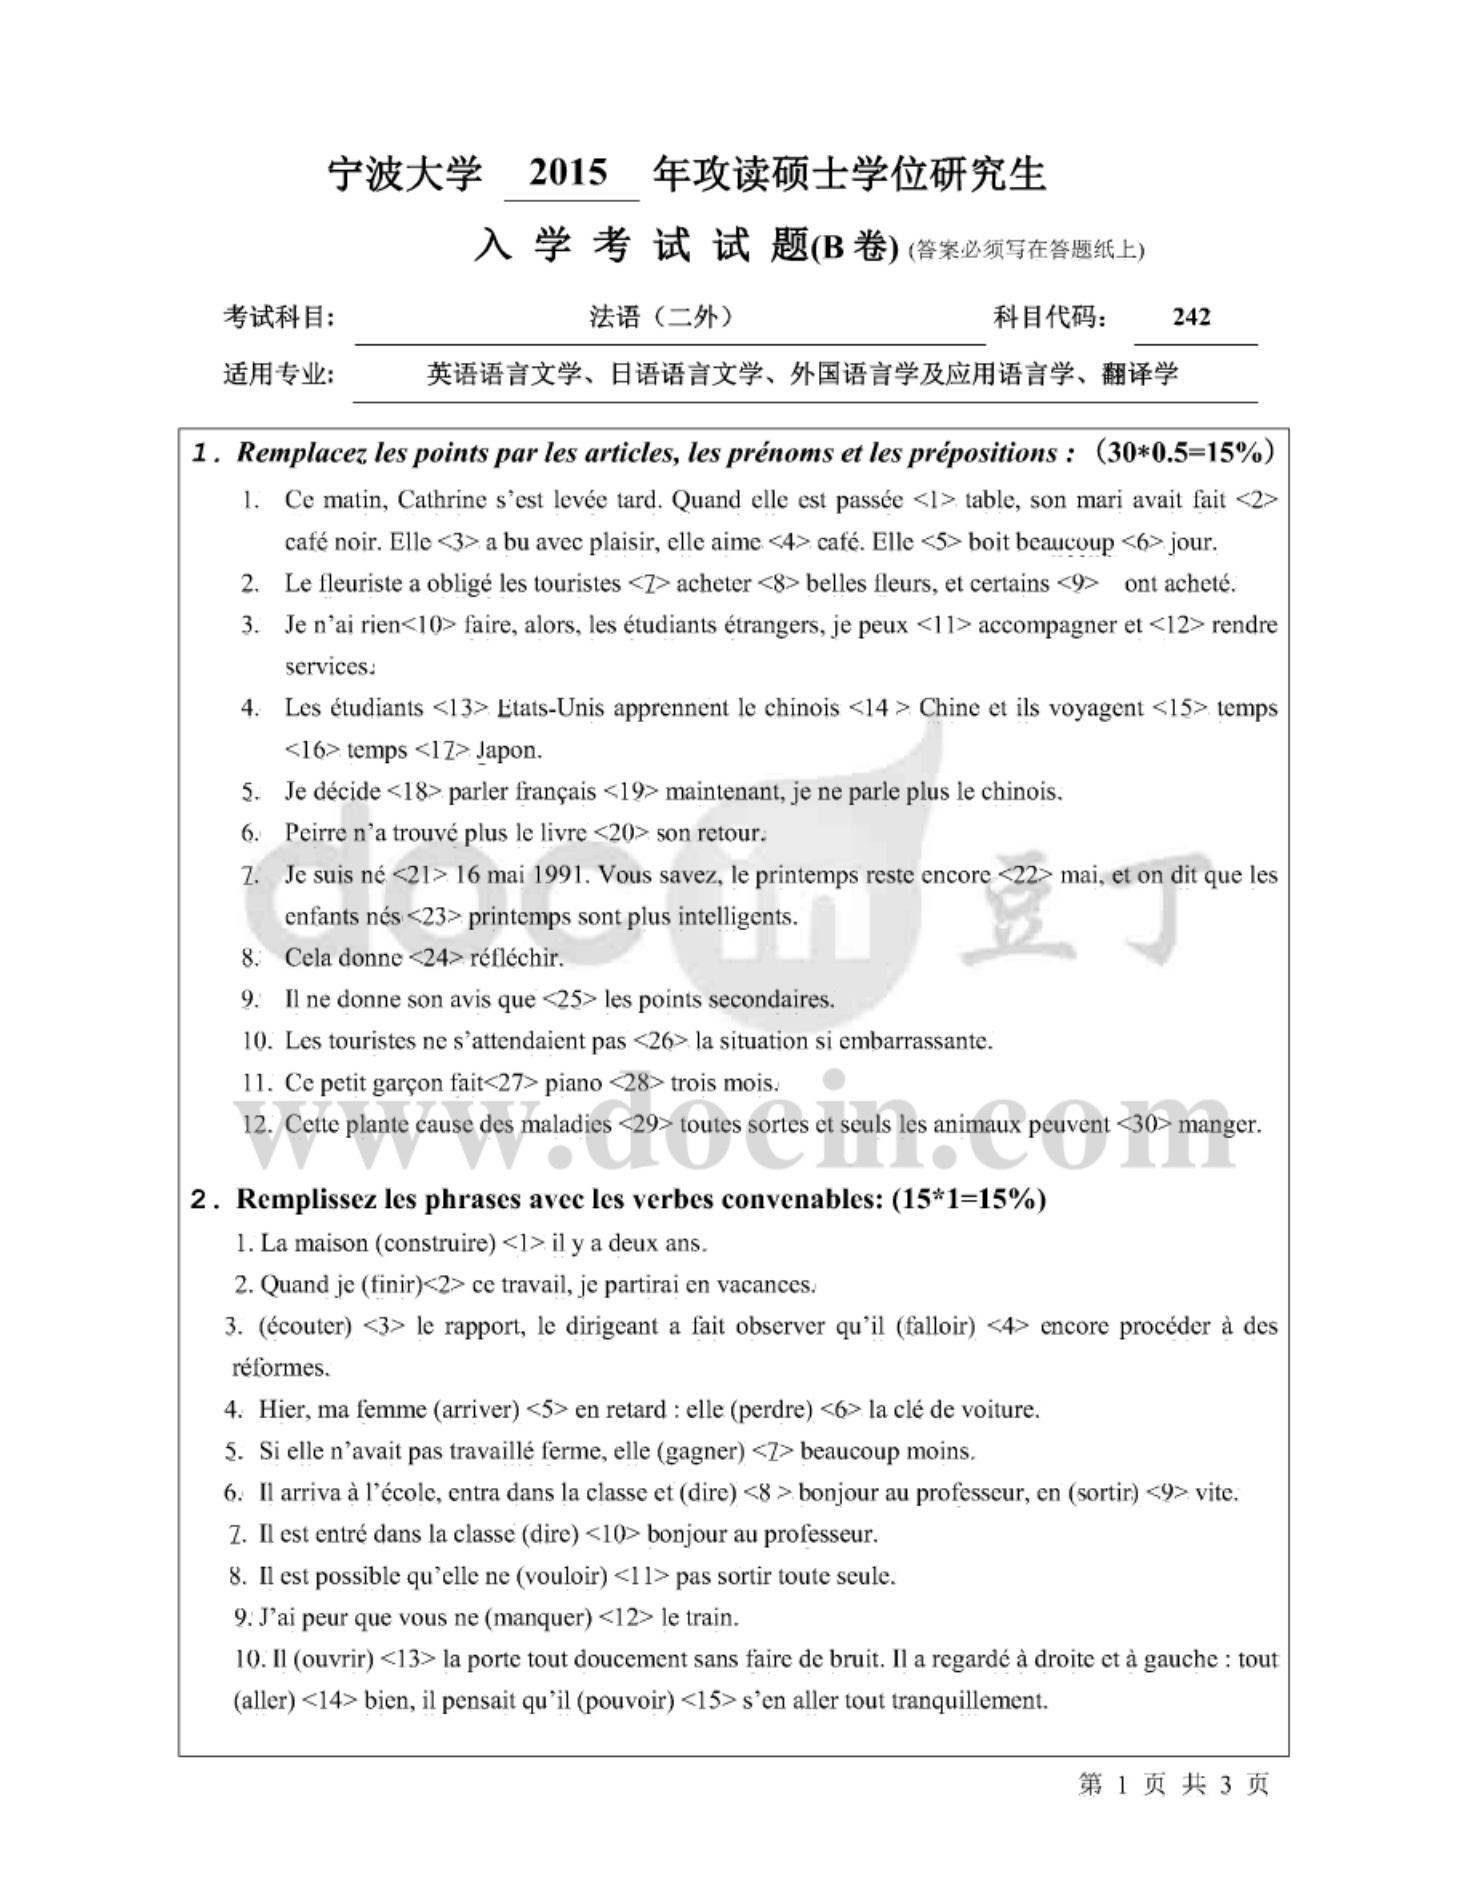 宁波大学 2015 年攻读硕士学位研究生
入 学 考 试 试 题(B 卷) (答案必须写在答题纸上)
考试科目: 法语（二外） 科目代码: 242
适用专业: 英语语言文学、日语语言文学、外国语言学及应用语言学、翻译学
1. Remplacez les points par les articles, les prénoms et les prépositions : （30*0.5=15%）
1. Ce matin, Cathrine s'est levée tard. Quand elle est passée <1> table, son mari avait fait <2>
café noir. Elle <3> a bu avec plaisir, elle aime <4> café. Elle <5> boit beaucoup <6> jour.
2. Le fleuriste a obligé les touristes <7> acheter <8> belles fleurs, et certains <9> ont acheté.
3. Je n'ai rien<10> faire, alors, les étudiants étrangers, je peux <11> accompagner et <12> rendre
services.
4. Les étudiants <13> Etats-Unis apprennent le chinois <14 > Chine et ils voyagent <15> temps
<16> temps <17> Japon.
5. Je décide <18> parler français <19> maintenant, je ne parle plus le chinois.
6. Peirre n'a trouvé plus le livre <20> son retour.
7. Je suis né <21> 16 mai 1991. Vous savez, le printemps reste encore <22> mai, et on dit que les
enfants nés <23> printemps sont plus intelligents.
8. Cela donne <24> réfléchir.
9. Il ne donne son avis que <25> les points secondaires.
10. Les touristes ne s'attendaient pas <26> la situation si embarrassante.
11. Ce petit garçon fait<27> piano <28> trois mois.
12. Cette plante cause des maladies <29> toutes sortes et seuls les animaux peuvent <30> manger.
docin 豆丁
www.docin.com
2. Remplissez les phrases avec les verbes convenables: (15*1=15%)
1. La maison (construire) <1> il y a deux ans.
2. Quand je (finir)<2> ce travail, je partirai en vacances.
3. (écouter) <3> le rapport, le dirigeant a fait observer qu'il (falloir) <4> encore procéder à des
réformes.
4. Hier, ma femme (arriver) <5> en retard : elle (perdre) <6> la clé de voiture.
5. Si elle n'avait pas travaillé ferme, elle (gagner) <7> beaucoup moins.
6. Il arriva à l'école, entra dans la classe et (dire) <8 > bonjour au professeur, en (sortir) <9> vite.
7. Il est entré dans la classe (dire) <10> bonjour au professeur.
8. Il est possible qu'elle ne (vouloir) <11> pas sortir toute seule.
9. J'ai peur que vous ne (manquer) <12> le train.
10. Il (ouvrir) <13> la porte tout doucement sans faire de bruit. Il a regardé à droite et à gauche : tout
(aller) <14> bien, il pensait qu'il (pouvoir) <15> s'en aller tout tranquillement.
第 1 页 共 3 页